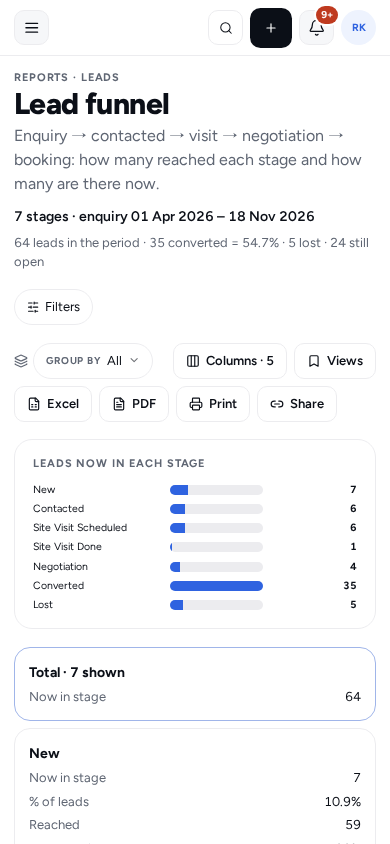 9+
RK
REPORTS · LEADS
Lead funnel
Enquiry → contacted → visit → negotiation →
booking: how many reached each stage and how
many are there now.
7 stages · enquiry 01 Apr 2026 – 18 Nov 2026
64 leads in the period · 35 converted = 54.7% · 5 lost · 24 still
open
Filters
GROUP BY All
Columns · 5
Views
Excel
PDF
Print
Share
LEADS NOW IN EACH STAGE
New 7
Contacted 6
Site Visit Scheduled 6
Site Visit Done 1
Negotiation 4
Converted 35
Lost 5
Total · 7 shown
Now in stage 64
New
Now in stage 7
% of leads 10.9%
Reached 59